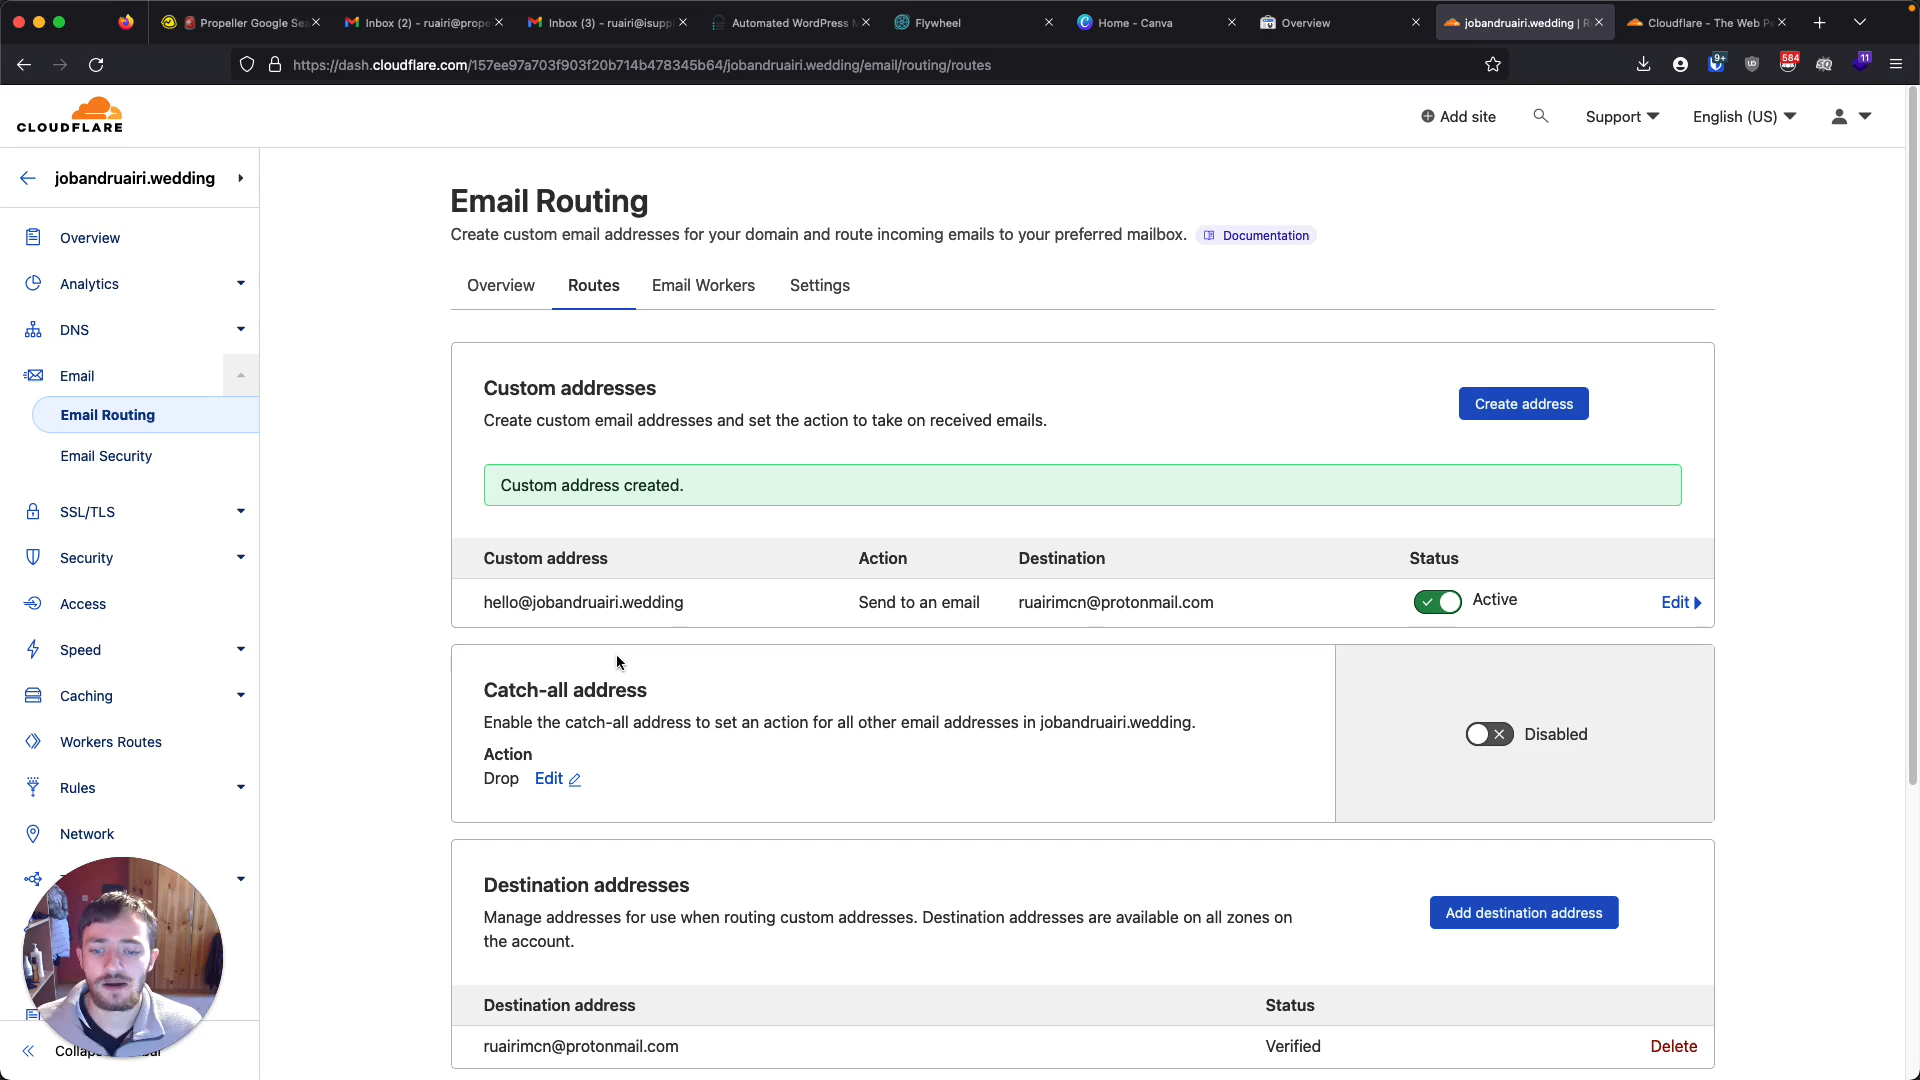 Propeller Google Sea
Inbox (2) - ruairi@prope
Inbox (3) - ruairi@isuppl
Automated WordPress M
Flywheel
Home - Canva
Overview
jobandruairi.wedding | R
Cloudflare - The Web Pe
https://dash.cloudflare.com/157ee97a703f903f20b714b478345b64/jobandruairi.wedding/email/routing/routes
9+
584
11
CLOUDFLARE
Add site
Support
English (US)
jobandruairi.wedding
Overview
Analytics
DNS
Email
Email Routing
Email Security
SSL/TLS
Security
Access
Speed
Caching
Workers Routes
Rules
Network
Email Routing
Create custom email addresses for your domain and route incoming emails to your preferred mailbox. Documentation
Overview Routes Email Workers Settings
Custom addresses
Create custom email addresses and set the action to take on received emails.
Create address
Custom address created.
Custom address Action Destination Status
hello@jobandruairi.wedding Send to an email ruairimcn@protonmail.com Active Edit
Catch-all address
Enable the catch-all address to set an action for all other email addresses in jobandruairi.wedding.
Action
Drop Edit
Disabled
Destination addresses
Manage addresses for use when routing custom addresses. Destination addresses are available on all zones on
the account.
Add destination address
Destination address Status
ruairimcn@protonmail.com Verified Delete